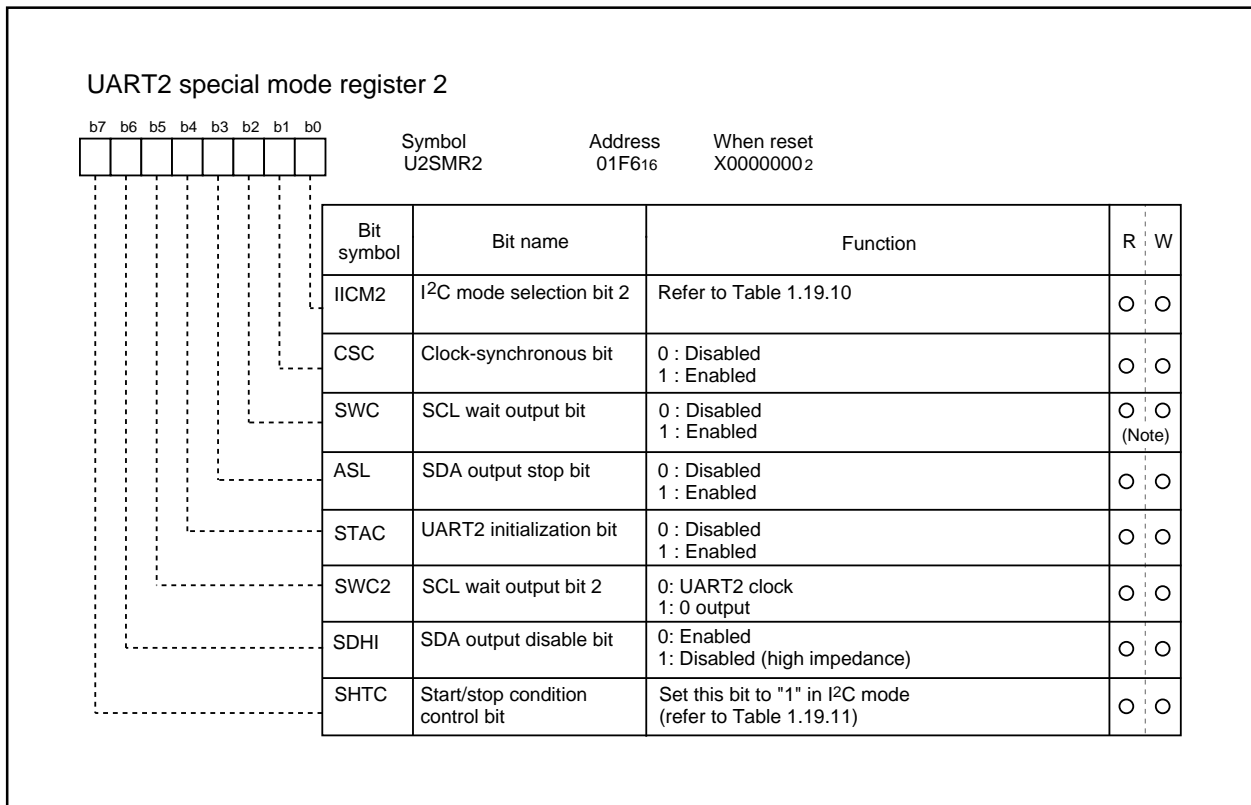 UART2 special mode register 2
b7 b6 b5 b4 b3 b2 b1 b0
Symbol Address When reset
U2SMR2 01F616 X00000002
Bit symbol Bit name Function R W
IICM2 I2C mode selection bit 2 Refer to Table 1.19.10
CSC Clock-synchronous bit 0 : Disabled
1 : Enabled
SWC SCL wait output bit 0 : Disabled
1 : Enabled
(Note)
ASL SDA output stop bit 0 : Disabled
1 : Enabled
STAC UART2 initialization bit 0 : Disabled
1 : Enabled
SWC2 SCL wait output bit 2 0: UART2 clock
1: 0 output
SDHI SDA output disable bit 0: Enabled
1: Disabled (high impedance)
SHTC Start/stop condition control bit Set this bit to "1" in I2C mode
(refer to Table 1.19.11)